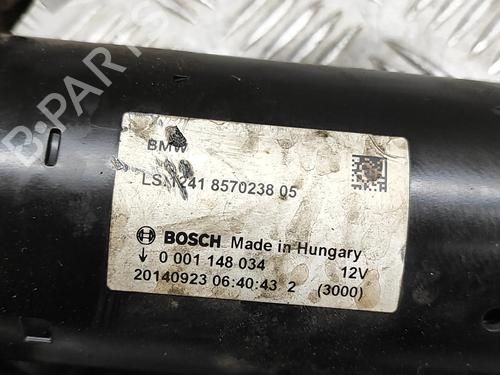 BMW
LS:1241 8570238 05
BOSCH Made in Hungary
↓ 0 001 148 034 12V
20140923 06:40:43 2 (3000)
B-PARTS